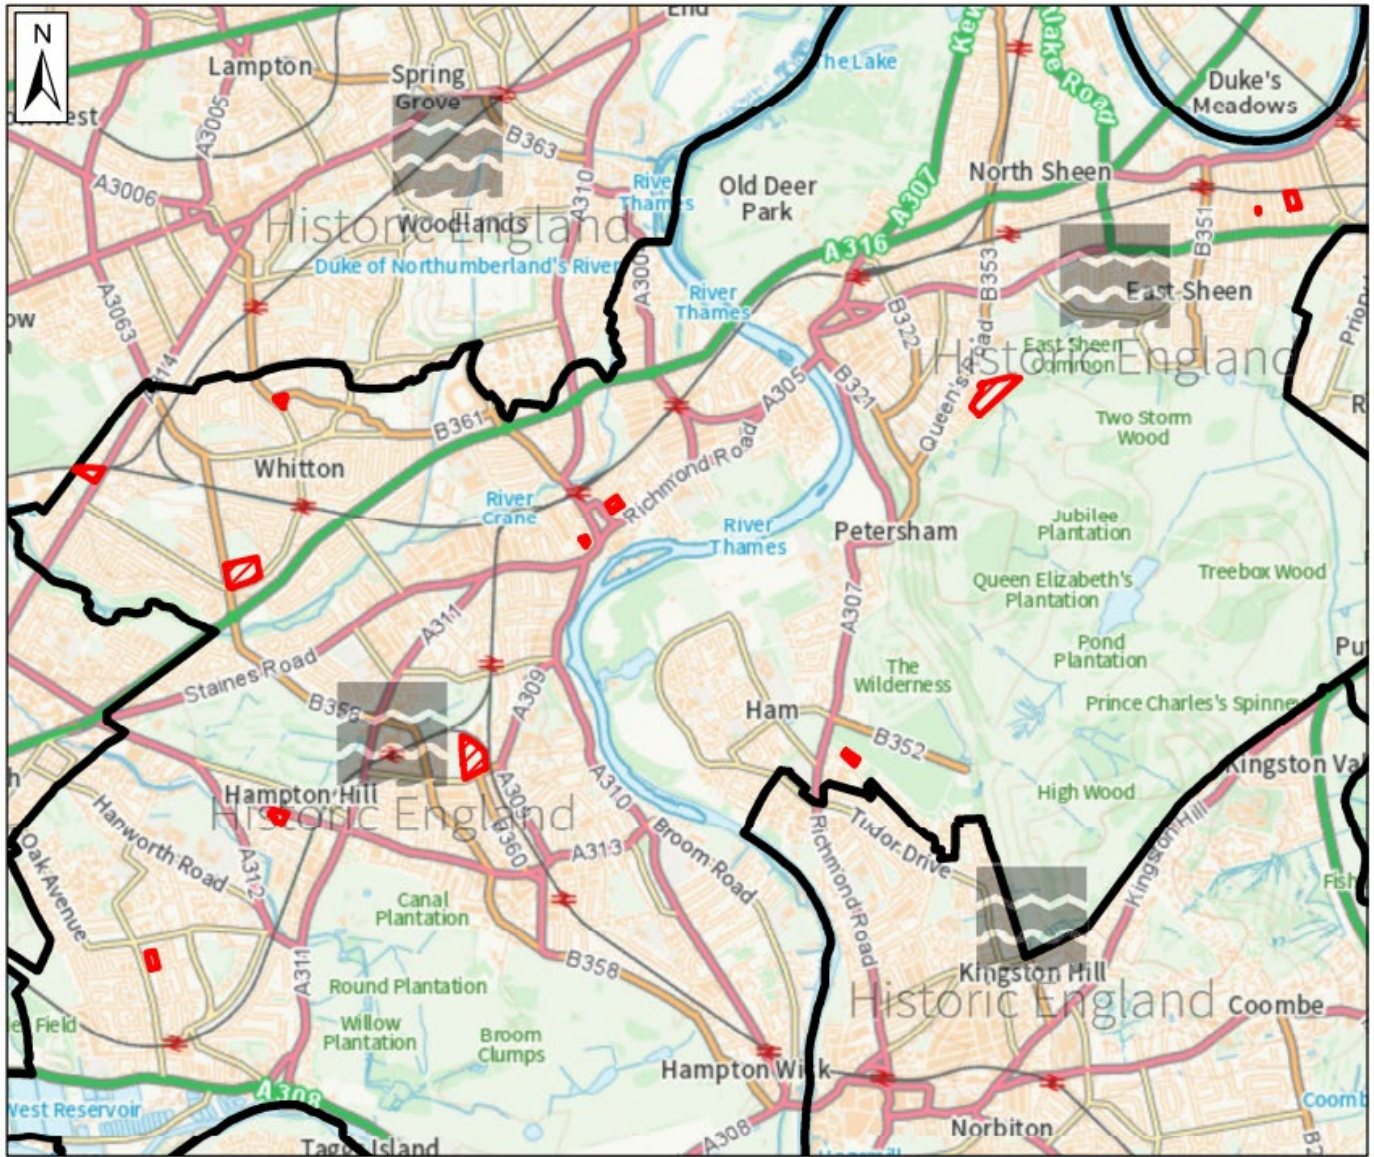 N
Lampton
Spring
Grove
The Lake
Duke's
Meadows
A3005
B363
A3006
A310
River
Thames
Old Deer
Park
A307
North Sheen
Woodlands
Historic England
Duke of Northumberland's River
A316
B353
B351
East Sheen
A3063
A314
River
Thames
B322
East Sheen
Common
Historic England
Queen's Road
A305
B321
B361
Two Storm
Wood
Whitton
Richmond Road
River
Crane
River
Thames
Petersham
Jubilee
Plantation
Queen Elizabeth's
Plantation
Treebox Wood
A311
A307
Pond
Plantation
The
Wilderness
Staines Road
A309
B358
Ham
B352
Prince Charles's Spinney
High Wood
Hampton Hill
Historic England
Hanworth Road
A312
Oak Avenue
A309
B360
A310
A313
Broom Road
Tudor Drive
Richmond Road
Kingston Hill
Canal
Plantation
A311
B358
Round Plantation
Willow
Plantation
Broom
Clumps
Kingston Hill
Historic England
Coombe
Hampton Wick
A308
West Reservoir
Norbiton
A308
Taggs Island